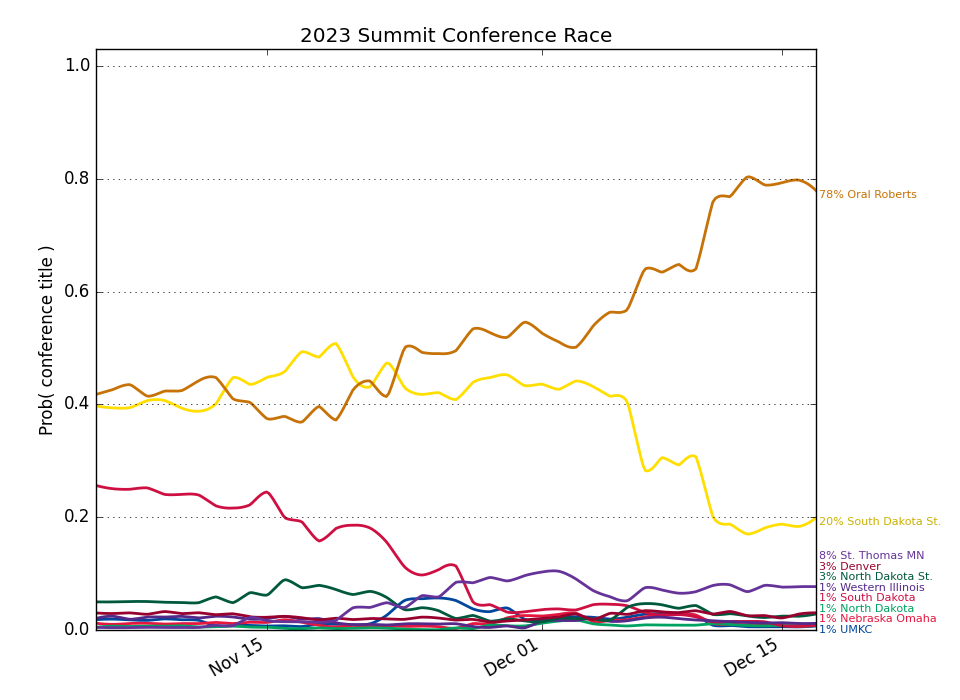 2023 Summit Conference Race
1.0
0.8
0.6
0.4
0.2
0.0
Prob( conference title )
Nov 15
Dec 01
Dec 15
78% Oral Roberts
20% South Dakota St.
8% St. Thomas MN
3% Denver
3% North Dakota St.
1% Western Illinois
1% South Dakota
1% North Dakota
1% Nebraska Omaha
1% UMKC